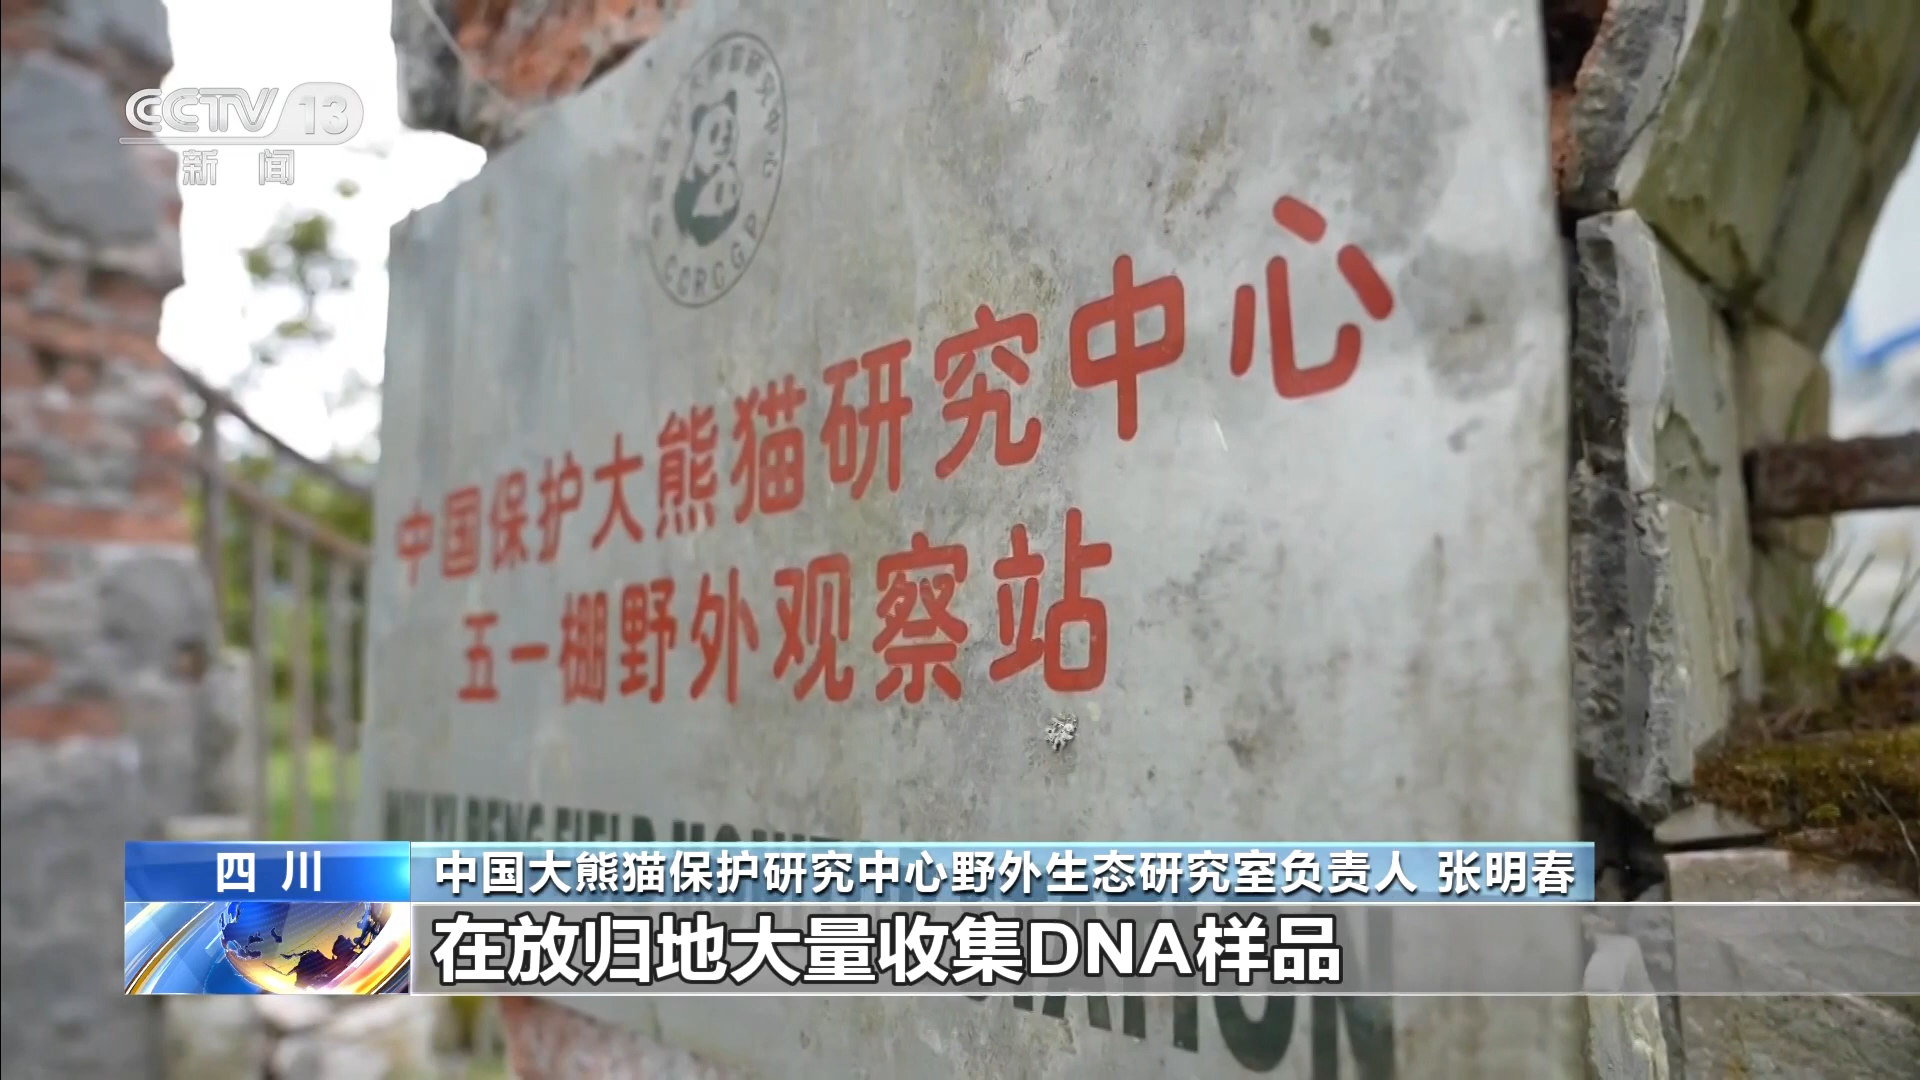 CCTV 13
新闻
CCRCGP
中国保护大熊猫研究中心
五一棚野外观察站
FIELD
四川
中国大熊猫保护研究中心野外生态研究室负责人 张明春
在放归地大量收集DNA样品